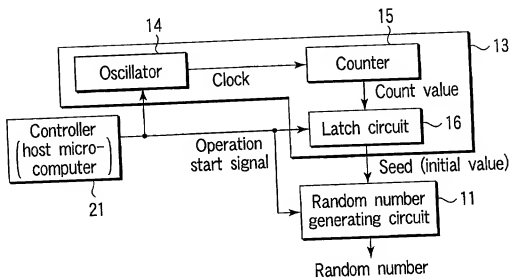 14
15
13
Oscillator
Clock
Counter
Count value
Controller
(host micro-
computer)
21
Operation
start signal
Latch circuit
16
Seed (initial value)
Random number
generating circuit
11
Random number